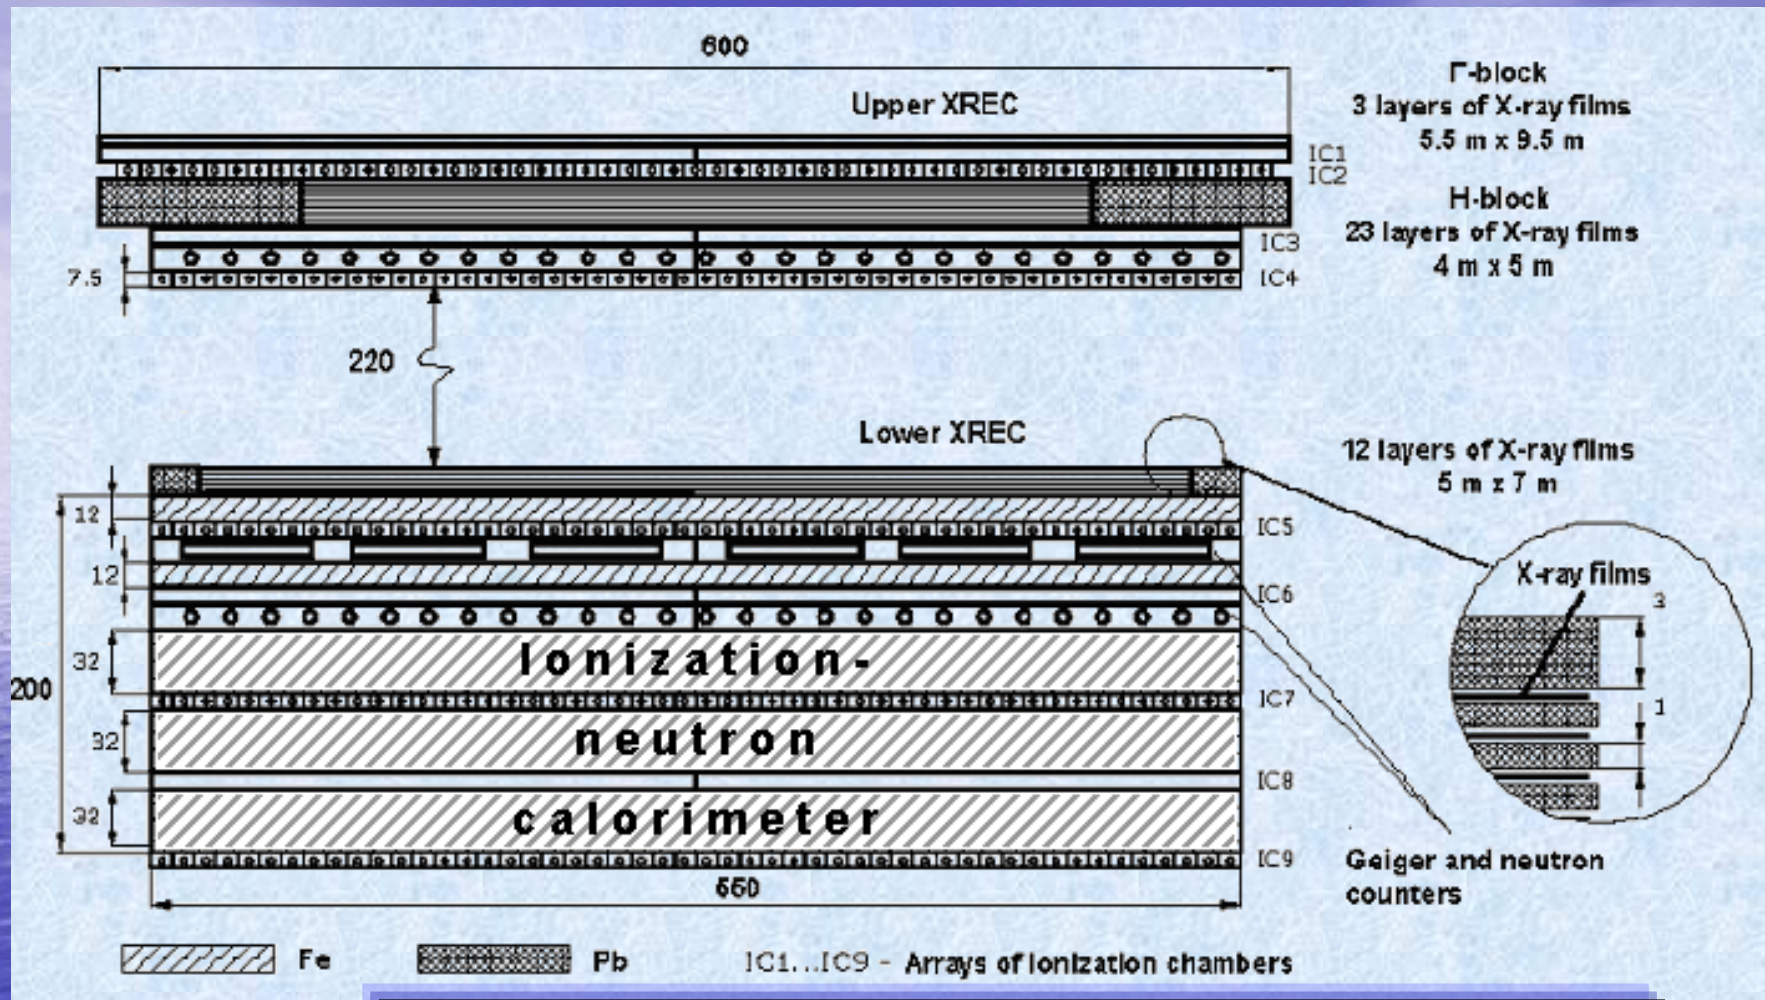 600
Upper XREC
Γ-block
3 layers of X-ray films
5.5 m x 9.5 m
IC1
IC2
H-block
23 layers of X-ray films
4 m x 5 m
IC3
IC4
7.5
220
Lower XREC
12 layers of X-ray films
5 m x 7 m
12
IC5
12
IC6
X-ray films
3
1
32
Ionization-
200
IC7
32
neutron
IC8
32
calorimeter
IC9
Geiger and neutron
counters
550
Fe
Pb
IC1...IC9 - Arrays of ionization chambers